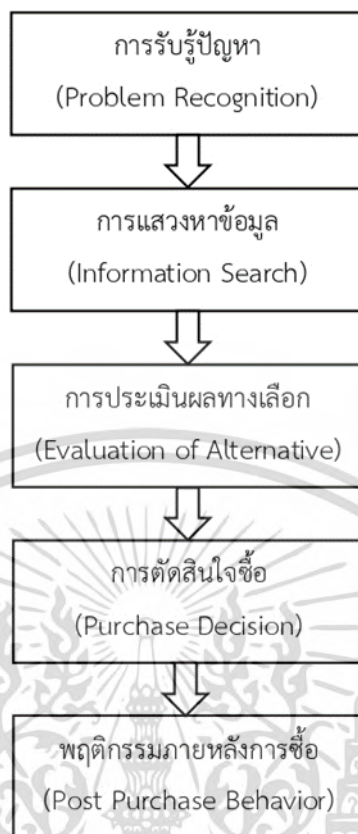 การรับรู้ปัญหา
(Problem Recognition)
การแสวงหาข้อมูล
(Information Search)
การประเมินผลทางเลือก
(Evaluation of Alternative)
การตัดสินใจซื้อ
(Purchase Decision)
พฤติกรรมภายหลังการซื้อ
(Post Purchase Behavior)